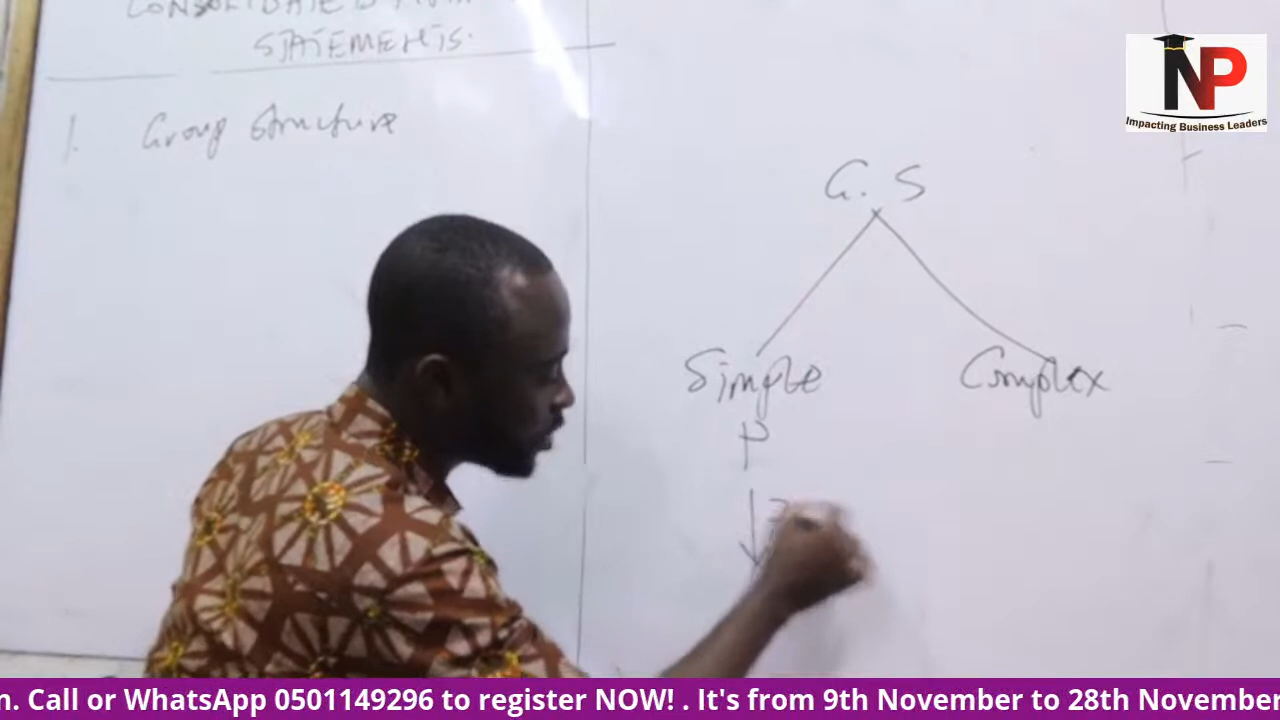 CONSOLIDATED
STATEMENTS.
1. Group Structure
G. S
Simple
Complex
P
NP
Impacting Business Leaders
n. Call or WhatsApp 0501149296 to register NOW! . It's from 9th November to 28th November